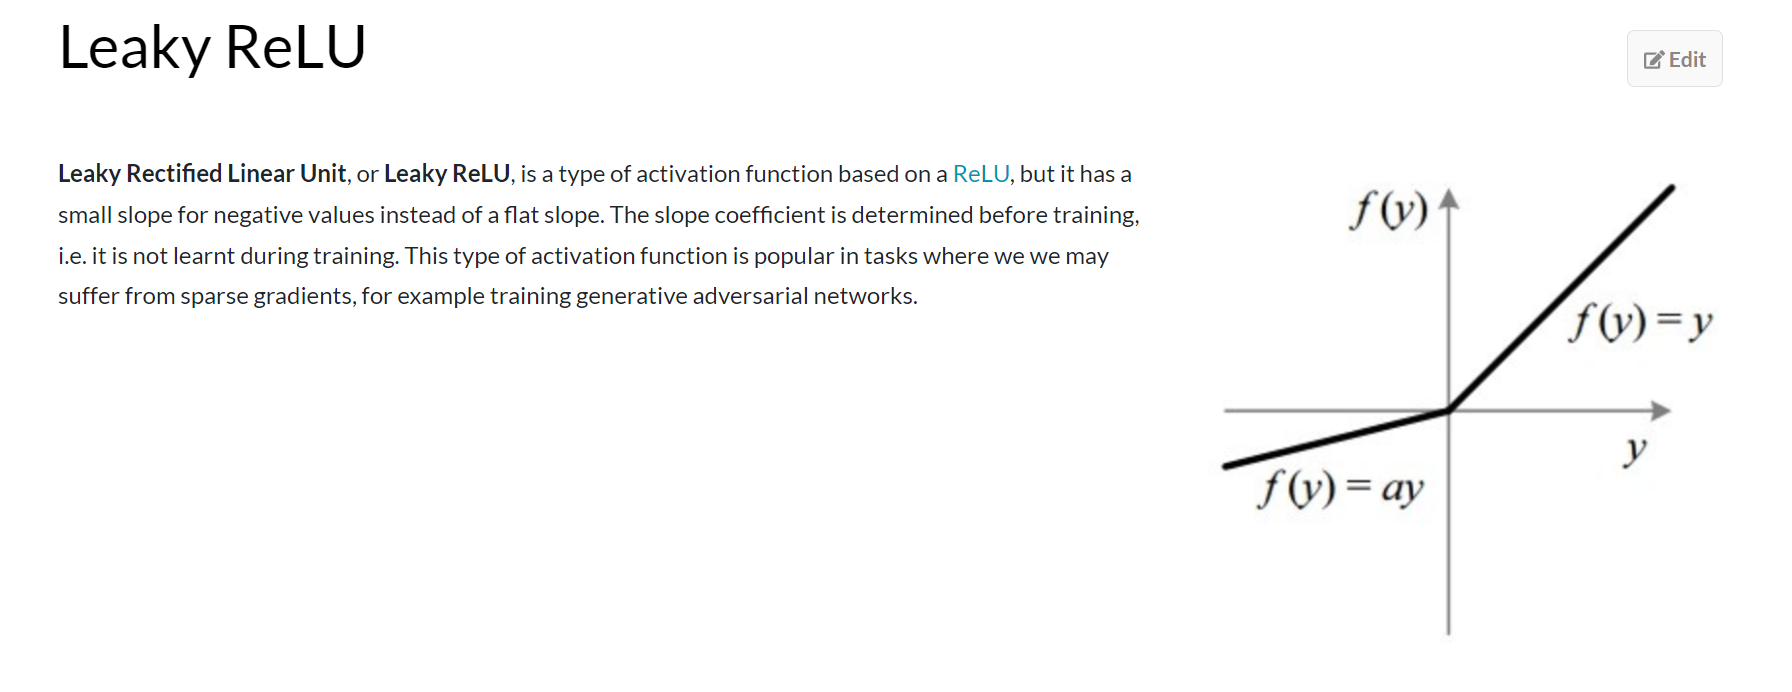 Leaky ReLU
Edit
Leaky Rectified Linear Unit, or Leaky ReLU, is a type of activation function based on a ReLU, but it has a
small slope for negative values instead of a flat slope. The slope coefficient is determined before training,
i.e. it is not learnt during training. This type of activation function is popular in tasks where we we may
suffer from sparse gradients, for example training generative adversarial networks.
f(y)
f(y) = y
y
f(y) = ay